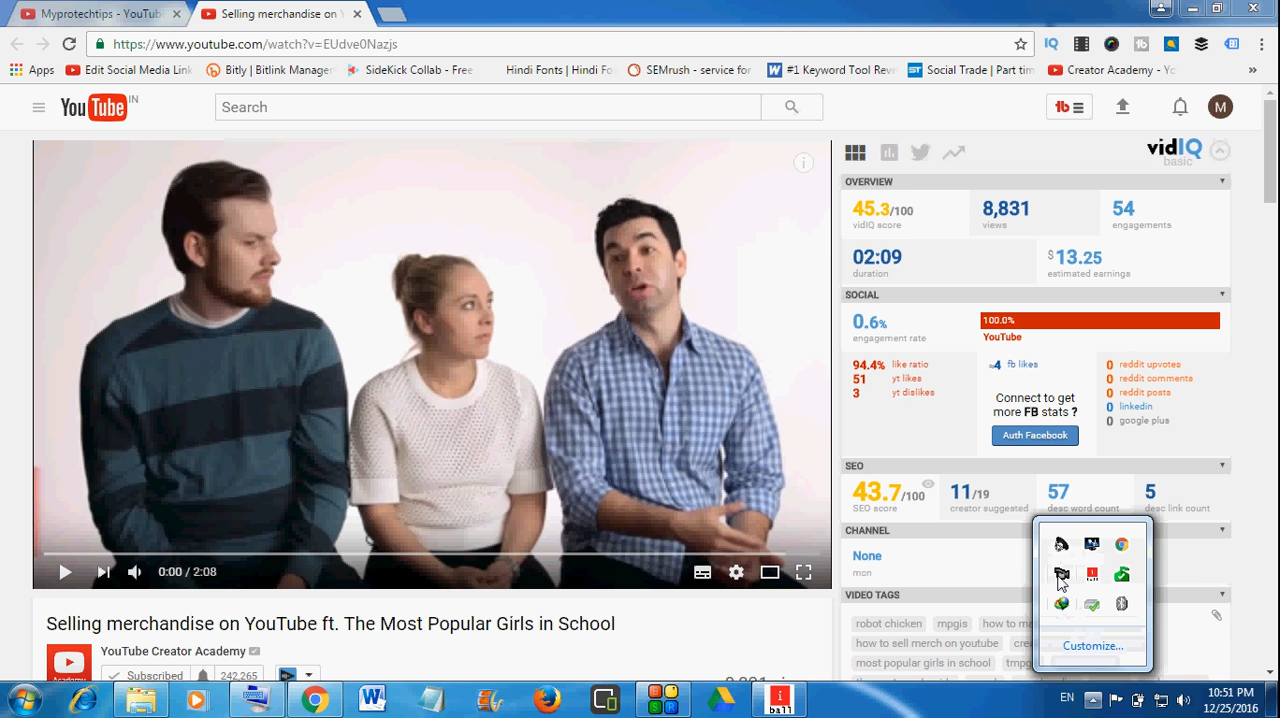 Myprotechtips - YouTub
Selling merchandise on Y
https://www.youtube.com/watch?v=EUdve0Nazjs
Apps
Edit Social Media Link
Bitly | Bitlink Manager
SideKick Collab - Free
Hindi Fonts | Hindi Fo
SEMrush - service for
#1 Keyword Tool Rev
Social Trade | Part tim
Creator Academy - Yo
»
YouTube IN
Search
tb
M
vidIQ
basic
OVERVIEW
45.3/100
vidIQ score
8,831
views
54
engagements
02:09
duration
$13.25
estimated earnings
SOCIAL
0.6%
engagement rate
100.0%
YouTube
94.4% like ratio
51 yt likes
3 yt dislikes
4 fb likes
Connect to get
more FB stats ?
Auth Facebook
0 reddit upvotes
0 reddit comments
0 reddit posts
0 linkedin
0 google plus
SEO
43.7/100
SEO score
11/19
creator suggested
57
desc word count
5
desc link count
CHANNEL
None
mcn
VIDEO TAGS
robot chicken
mpgis
how to ma
how to sell merch on youtube
cre
most popular girls in school
tmpg
Customize...
0:00 / 2:08
Selling merchandise on YouTube ft. The Most Popular Girls in School
YouTube Creator Academy
Academy
Subscribed
242,265
iball
EN
10:51 PM
12/25/2016